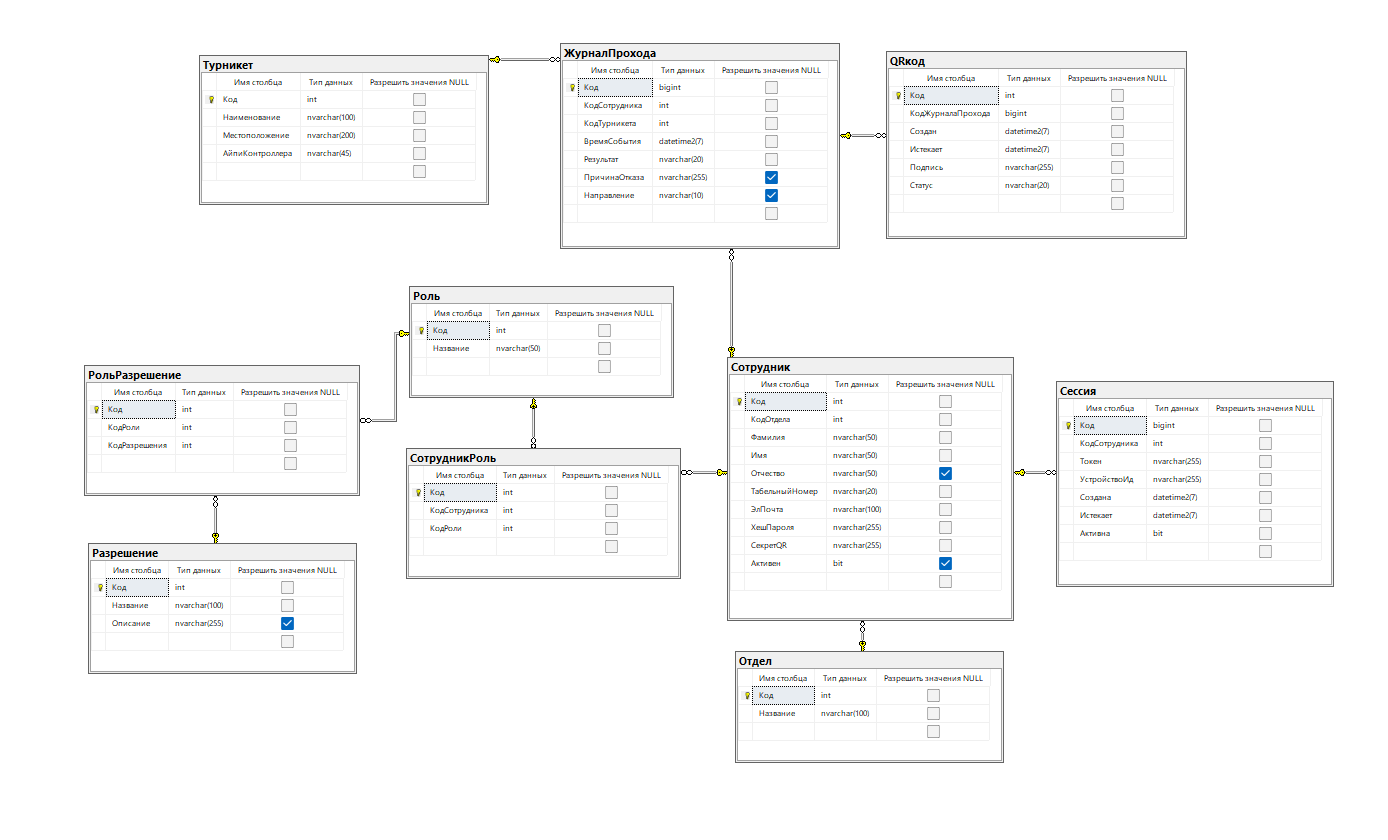 Турникет
Имя столбца Тип данных Разрешить значения NULL
Код int
Наименование nvarchar(100)
Местоположение nvarchar(200)
АйпиКонтроллера nvarchar(45)
ЖурналПрохода
Имя столбца Тип данных Разрешить значения NULL
Код bigint
КодСотрудника int
КодТурникета int
ВремяСобытия datetime2(7)
Результат nvarchar(20)
ПричинаОтказа nvarchar(255)
Направление nvarchar(10)
QRкод
Имя столбца Тип данных Разрешить значения NULL
Код int
КодЖурналаПрохода bigint
Создан datetime2(7)
Истекает datetime2(7)
Подпись nvarchar(255)
Статус nvarchar(20)
Роль
Имя столбца Тип данных Разрешить значения NULL
Код int
Название nvarchar(50)
РольРазрешение
Имя столбца Тип данных Разрешить значения NULL
Код int
КодРоли int
КодРазрешения int
СотрудникРоль
Имя столбца Тип данных Разрешить значения NULL
Код int
КодСотрудника int
КодРоли int
Сотрудник
Имя столбца Тип данных Разрешить значения NULL
Код int
КодОтдела int
Фамилия nvarchar(50)
Имя nvarchar(50)
Отчество nvarchar(50)
ТабельныйНомер nvarchar(20)
ЭлПочта nvarchar(100)
ХешПароля nvarchar(255)
СекретQR nvarchar(255)
Активен bit
Сессия
Имя столбца Тип данных Разрешить значения NULL
Код bigint
КодСотрудника int
Токен nvarchar(255)
УстройствоИд nvarchar(255)
Создана datetime2(7)
Истекает datetime2(7)
Активна bit
Разрешение
Имя столбца Тип данных Разрешить значения NULL
Код int
Название nvarchar(100)
Описание nvarchar(255)
Отдел
Имя столбца Тип данных Разрешить значения NULL
Код int
Название nvarchar(100)